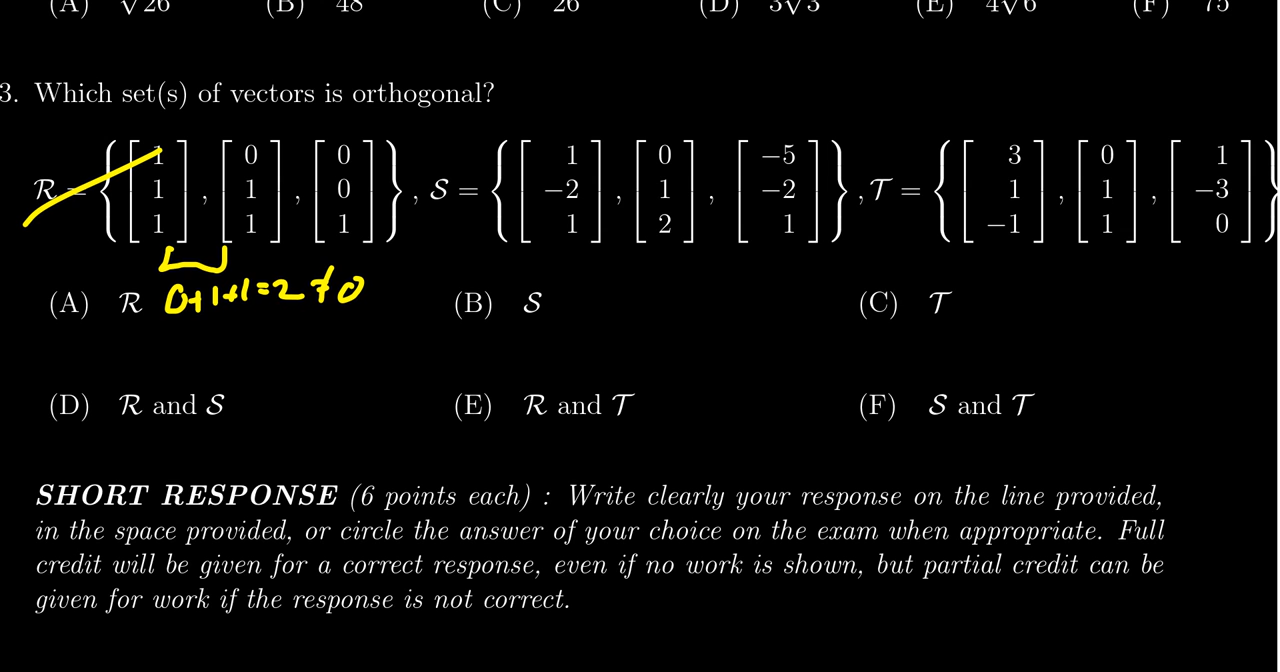 (A) √26 (B) 48 (C) 26 (D) 3√3 (E) 4√6 (F) 75
3. Which set(s) of vectors is orthogonal?
ℛ = { [1 1 1], [0 1 1], [0 0 1] }, 𝒮 = { [1 −2 1], [0 1 2], [−5 −2 1] }, 𝒯 = { [3 1 −1], [0 1 1], [1 −3 0] }
0+1+1=2≠0
(A) ℛ (B) 𝒮 (C) 𝒯
(D) ℛ and 𝒮 (E) ℛ and 𝒯 (F) 𝒮 and 𝒯
SHORT RESPONSE (6 points each) : Write clearly your response on the line provided,
in the space provided, or circle the answer of your choice on the exam when appropriate. Full
credit will be given for a correct response, even if no work is shown, but partial credit can be
given for work if the response is not correct.